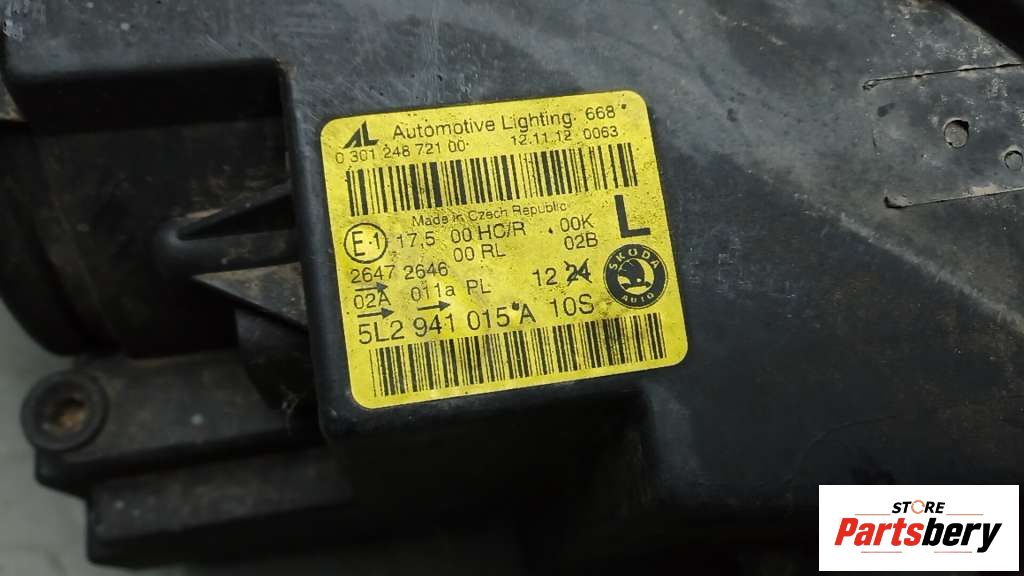 AL Automotive Lighting 668
0 301 248 721 00 12.11.12 0063
Made in Czech Republic
E1 17,5 00 HC/R 00K L
00 RL 02B
2647 2646
02A 011a PL 12 24
SKODA
AUTO
5L2 941 015 A 10S
STORE
Partsbery